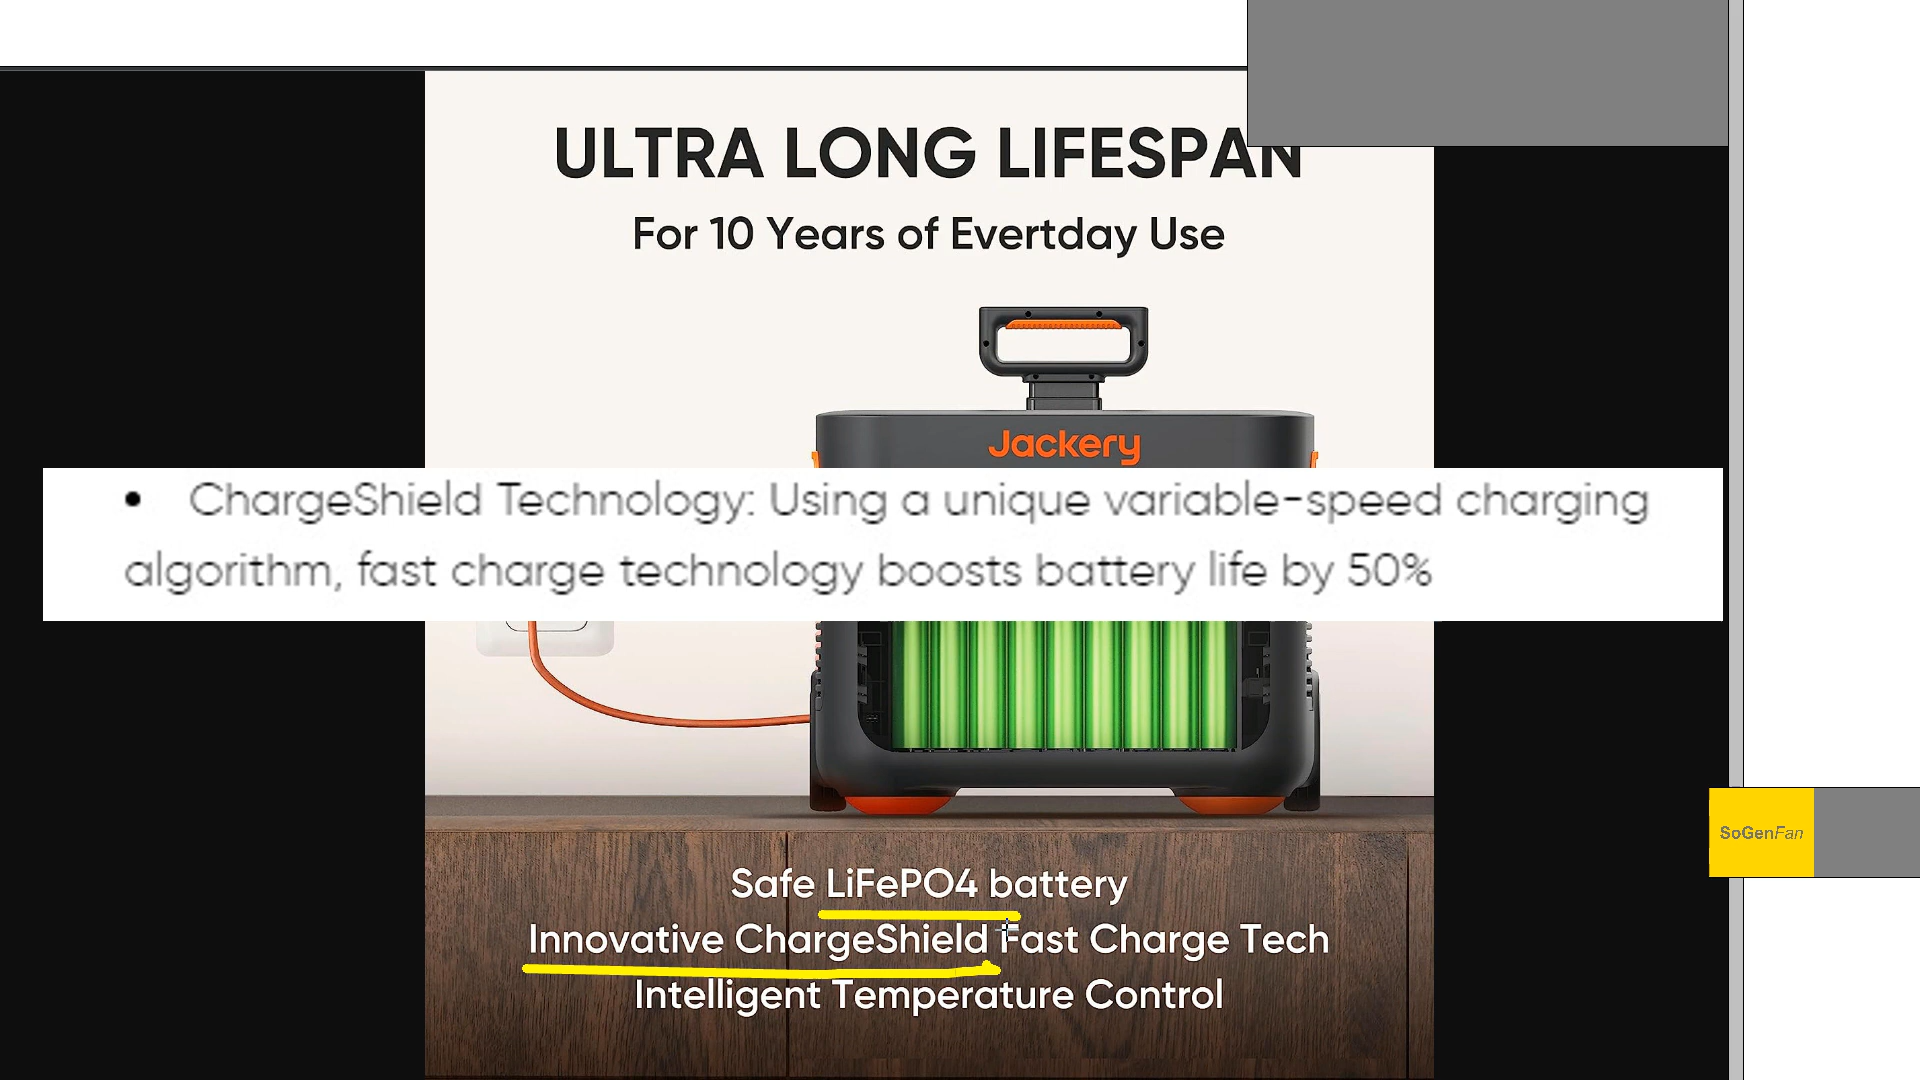 ULTRA LONG LIFESPAN
For 10 Years of Evertday Use
Jackery
• ChargeShield Technology: Using a unique variable-speed charging
algorithm, fast charge technology boosts battery life by 50%
SoGenFan
Safe LiFePO4 battery
Innovative ChargeShield Fast Charge Tech
Intelligent Temperature Control